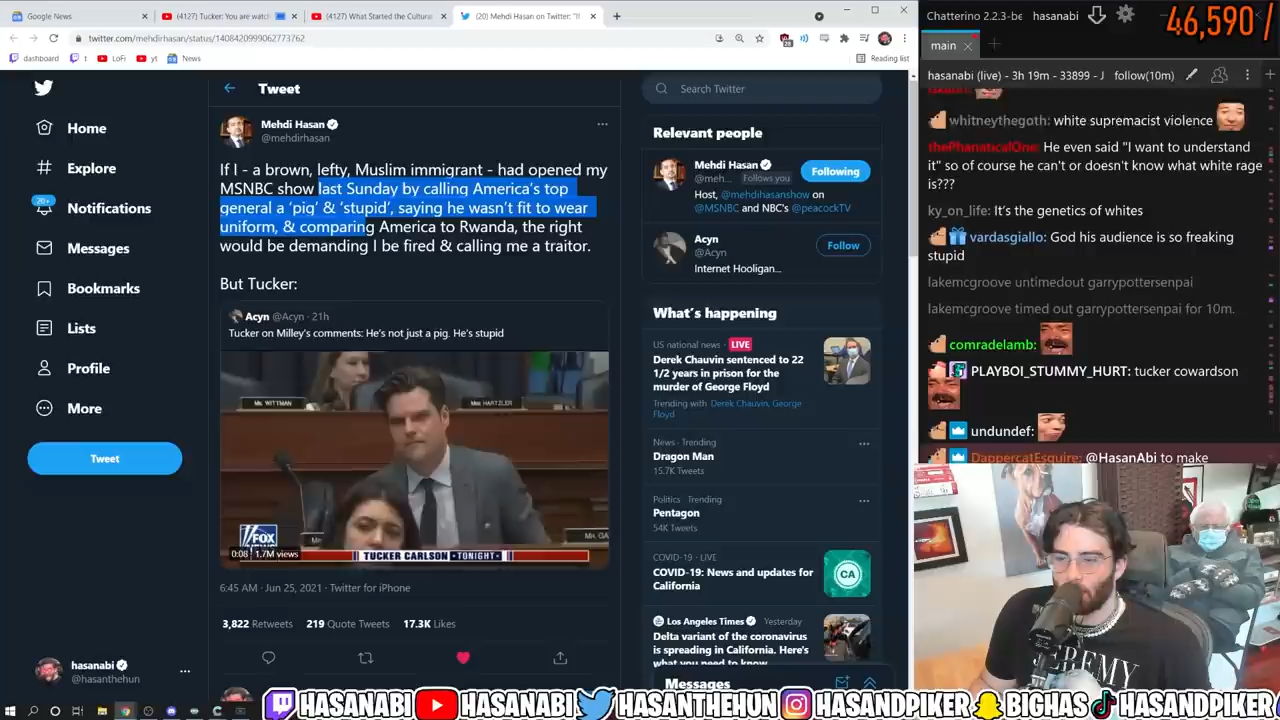 Google News
(4127) Tucker: You are watc
(4127) What Started the Cultura
(20) Mehdi Hasan on Twitter: "I
twitter.com/mehdirhasan/status/1408420999062773762
dashboard
t
LoFi
yt
News
Reading list
Tweet
Home
Explore
20+
Notifications
Messages
Bookmarks
Lists
Profile
More
Tweet
hasanabi
@hasanthehun
Mehdi Hasan
@mehdirhasan
If I - a brown, lefty, Muslim immigrant - had opened my
MSNBC show last Sunday by calling America's top
general a 'pig' & 'stupid', saying he wasn't fit to wear
uniform, & comparing America to Rwanda, the right
would be demanding I be fired & calling me a traitor.
But Tucker:
Acyn @Acyn · 21h
Tucker on Milley's comments: He's not just a pig. He's stupid
MR. WITTMAN
MRS. HARTZLER
FOX
NEWS
0:08 1.7M views
TUCKER CARLSON TONIGHT
6:45 AM · Jun 25, 2021 · Twitter for iPhone
3,822 Retweets 219 Quote Tweets 17.3K Likes
Search Twitter
Relevant people
Mehdi Hasan
@meh... Follows you
Following
Host, @mehdihasanshow on
@MSNBC and NBC's @peacockTV
Acyn
@Acyn
Follow
Internet Hooligan...
What's happening
US national news · LIVE
Derek Chauvin sentenced to 22
1/2 years in prison for the
murder of George Floyd
Trending with Derek Chauvin, George
Floyd
News · Trending
Dragon Man
15.7K Tweets
Politics · Trending
Pentagon
54K Tweets
COVID-19 · LIVE
COVID-19: News and updates for
California
CA
Los Angeles Times · Yesterday
Delta variant of the coronavirus
is spreading in California. Here's
what you need to know
Messages
Chatterino 2.2.3-be
hasanabi
46,590 /
main
hasanabi (live) - 3h 19m - 33899 - J
follow(10m)
whitneythegoth: white supremacist violence
thePhanaticalOne: He even said "I want to understand
it" so of course he can't or doesn't know what white rage
is???
ky_on_life: It's the genetics of whites
vardasgiallo: God his audience is so freaking
stupid
lakemcgroove untimedout garrypottersenpai
lakemcgroove timed out garrypottersenpai for 10m.
comradelamb:
PLAYBOI_STUMMY_HURT: tucker cowardson
undundef:
DappercatEsquire: @HasanAbi to make
HASANABI
HASANABI
HASANTHEHUN
HASANDPIKER
BIGHAS
HASANDPIKER